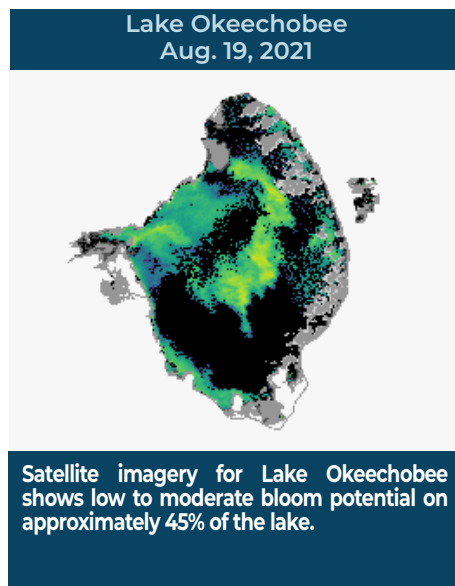 Lake Okeechobee
Aug. 19, 2021
Satellite imagery for Lake Okeechobee
shows low to moderate bloom potential on
approximately 45% of the lake.